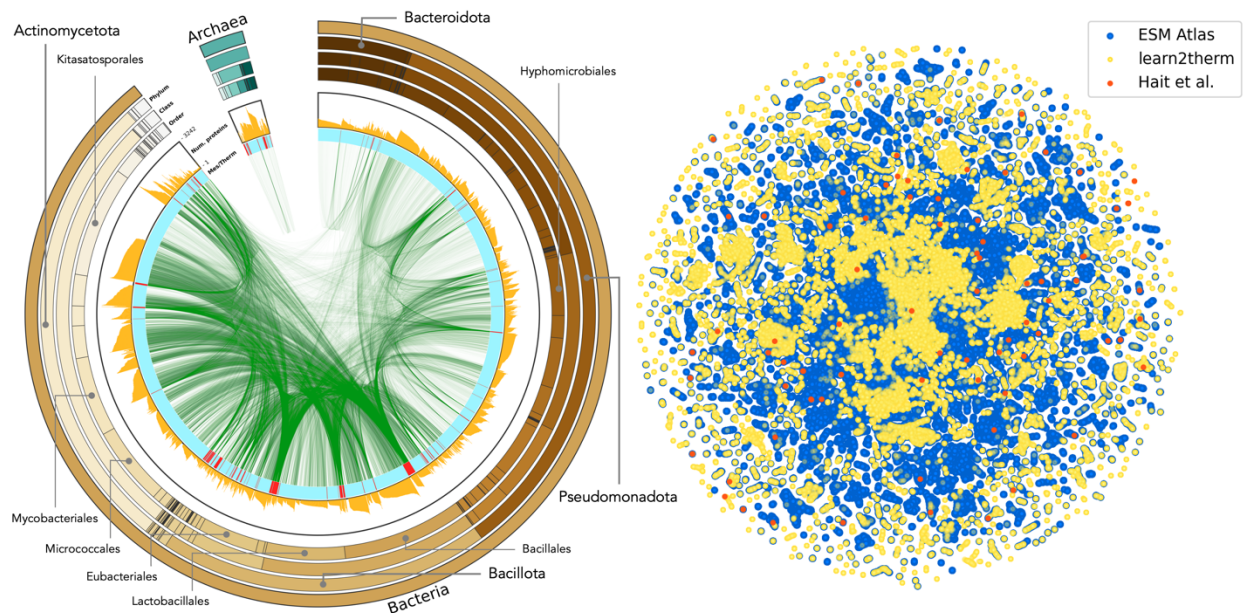 Actinomycetota
Kitasatosporales
Archaea
Bacteroidota
Hyphomicrobiales
Phylum
Class
Order
3242
Num. proteins
1
Mes/Therm
ESM Atlas
learn2therm
Hait et al.
Pseudomonadota
Mycobacteriales
Micrococcales
Eubacteriales
Lactobacillales
Bacteria
Bacillota
Bacillales